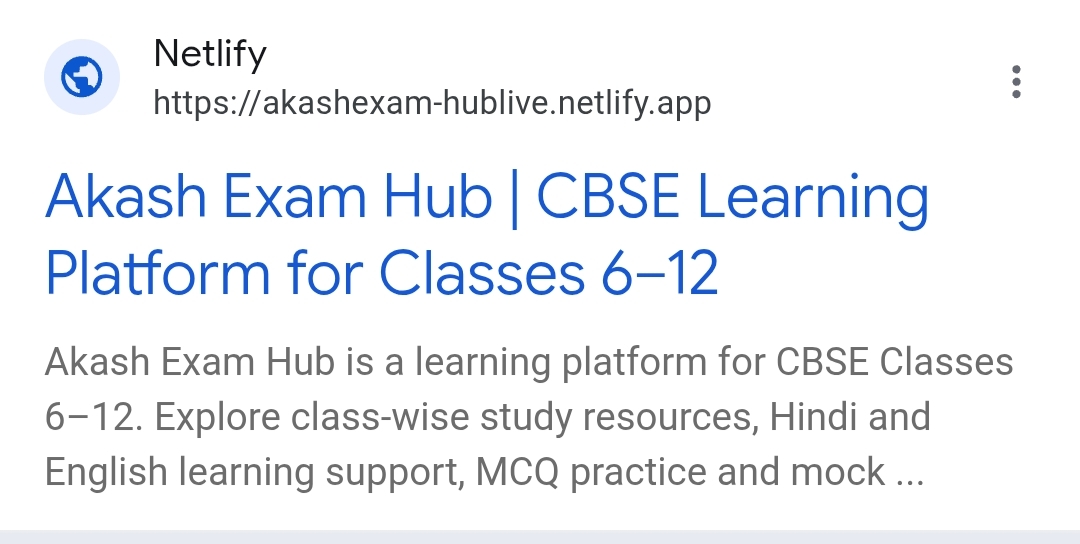 Netlify
https://akashexam-hublive.netlify.app
Akash Exam Hub | CBSE Learning
Platform for Classes 6–12
Akash Exam Hub is a learning platform for CBSE Classes
6–12. Explore class-wise study resources, Hindi and
English learning support, MCQ practice and mock ...